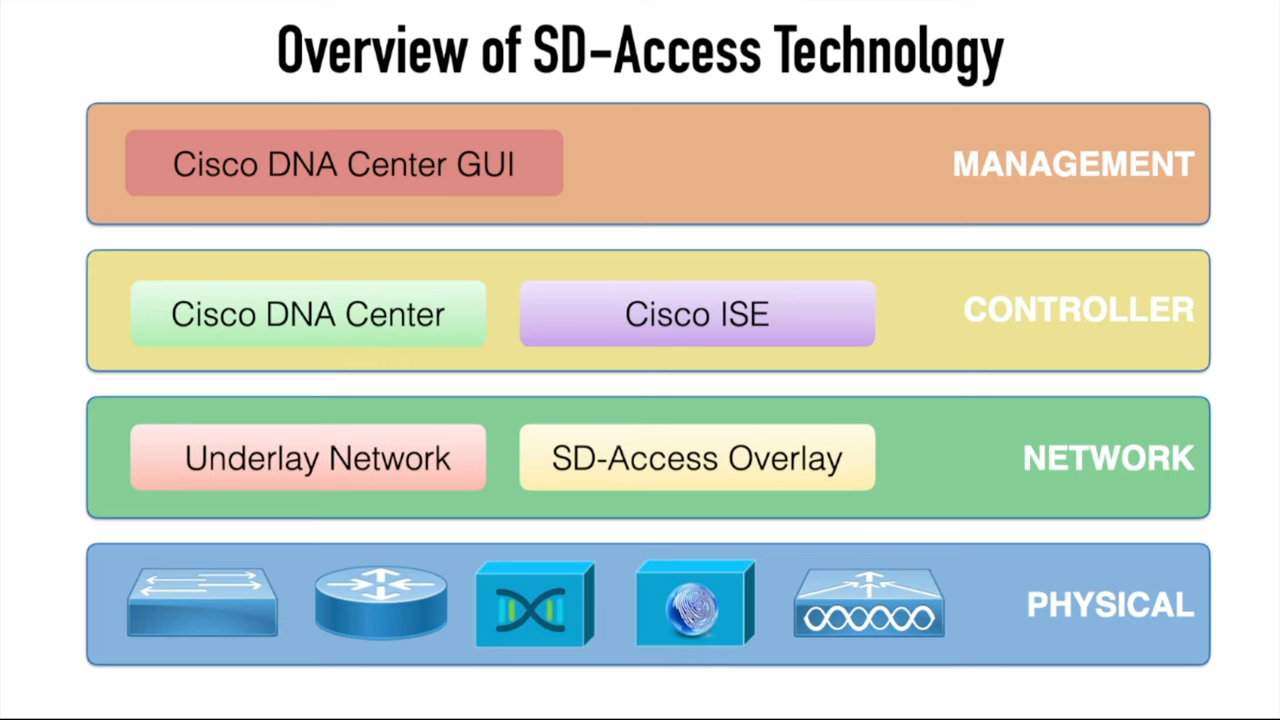 Overview of SD-Access Technology
Cisco DNA Center GUI
MANAGEMENT
Cisco DNA Center
Cisco ISE
CONTROLLER
Underlay Network
SD-Access Overlay
NETWORK
PHYSICAL